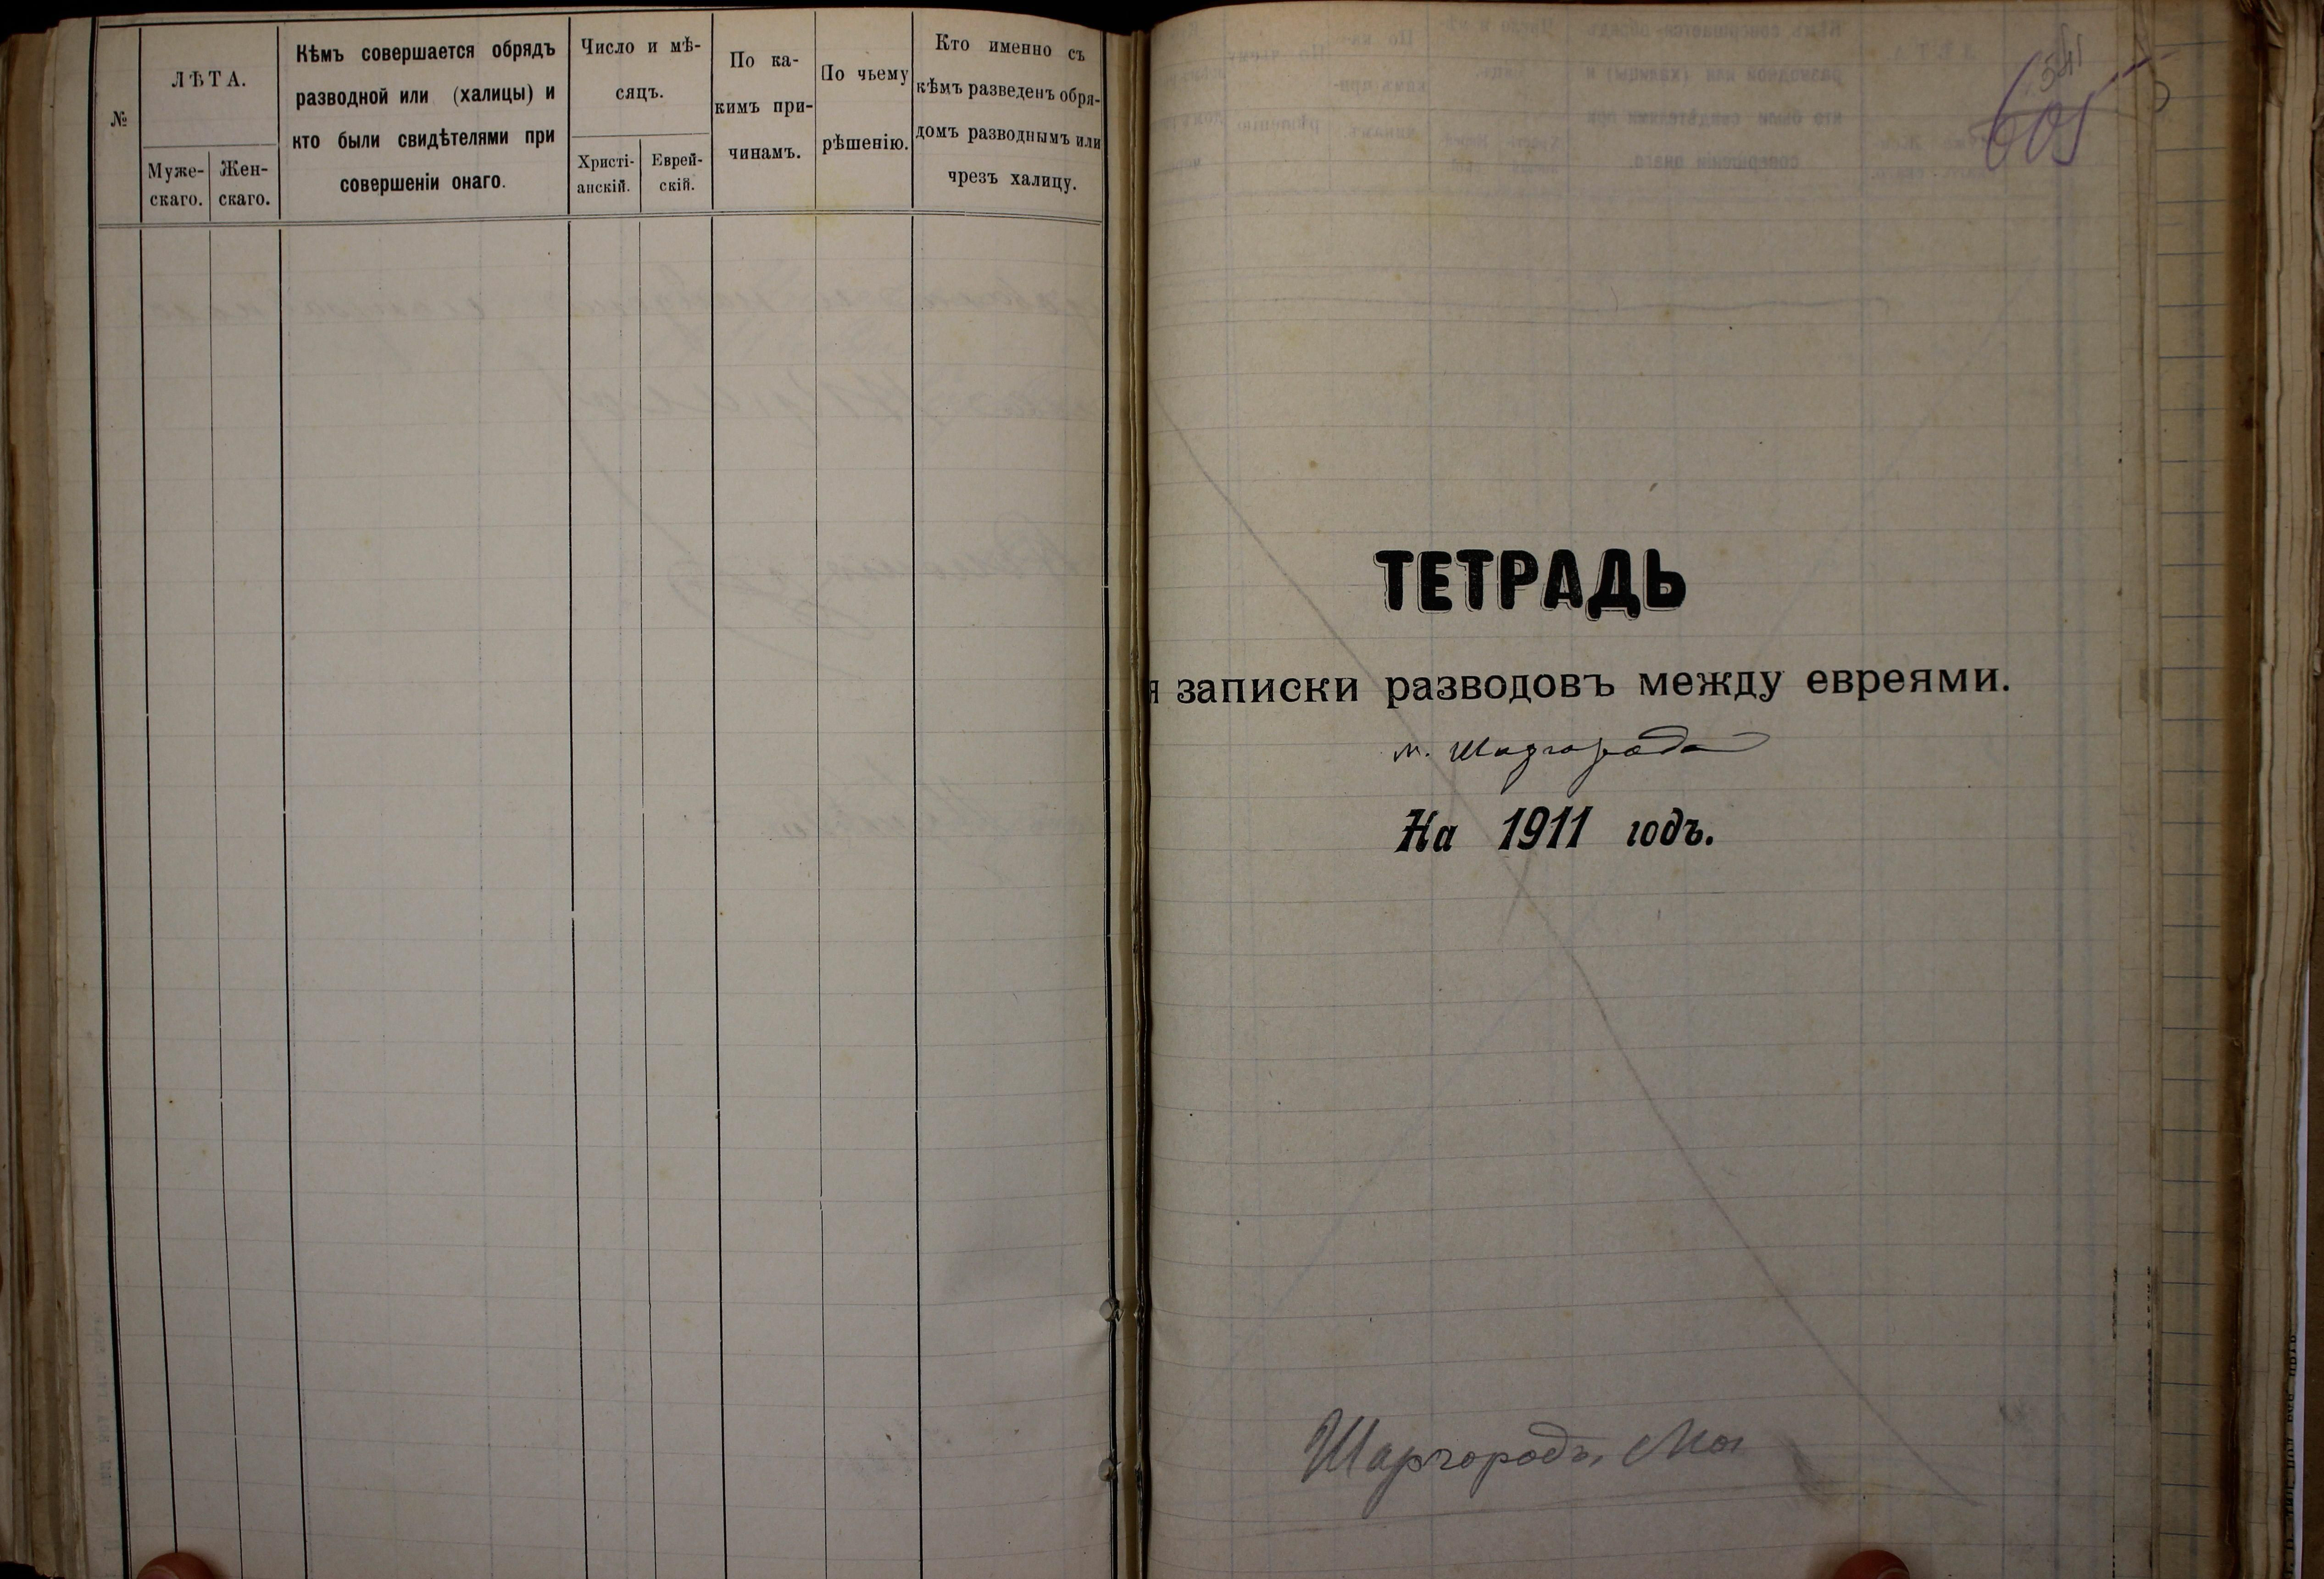 №
ЛѢТА.
Муже-
скаго.
Жен-
скаго.
Кѣмъ совершается обрядъ
разводной или (халицы) и
кто были свидѣтелями при
совершеніи онаго.
Число и мѣ-
сяцъ.
Христі-
анскій.
Еврей-
скій.
По ка-
кимъ при-
чинамъ.
По чьему
рѣшенію.
Кто именно съ
кѣмъ разведенъ обря-
домъ разводнымъ или
чрезъ халицу.
605
ТЕТРАДЬ
я записки разводовъ между евреями.
м. Шаргорода
На 1911 годъ.
Шаргородъ,